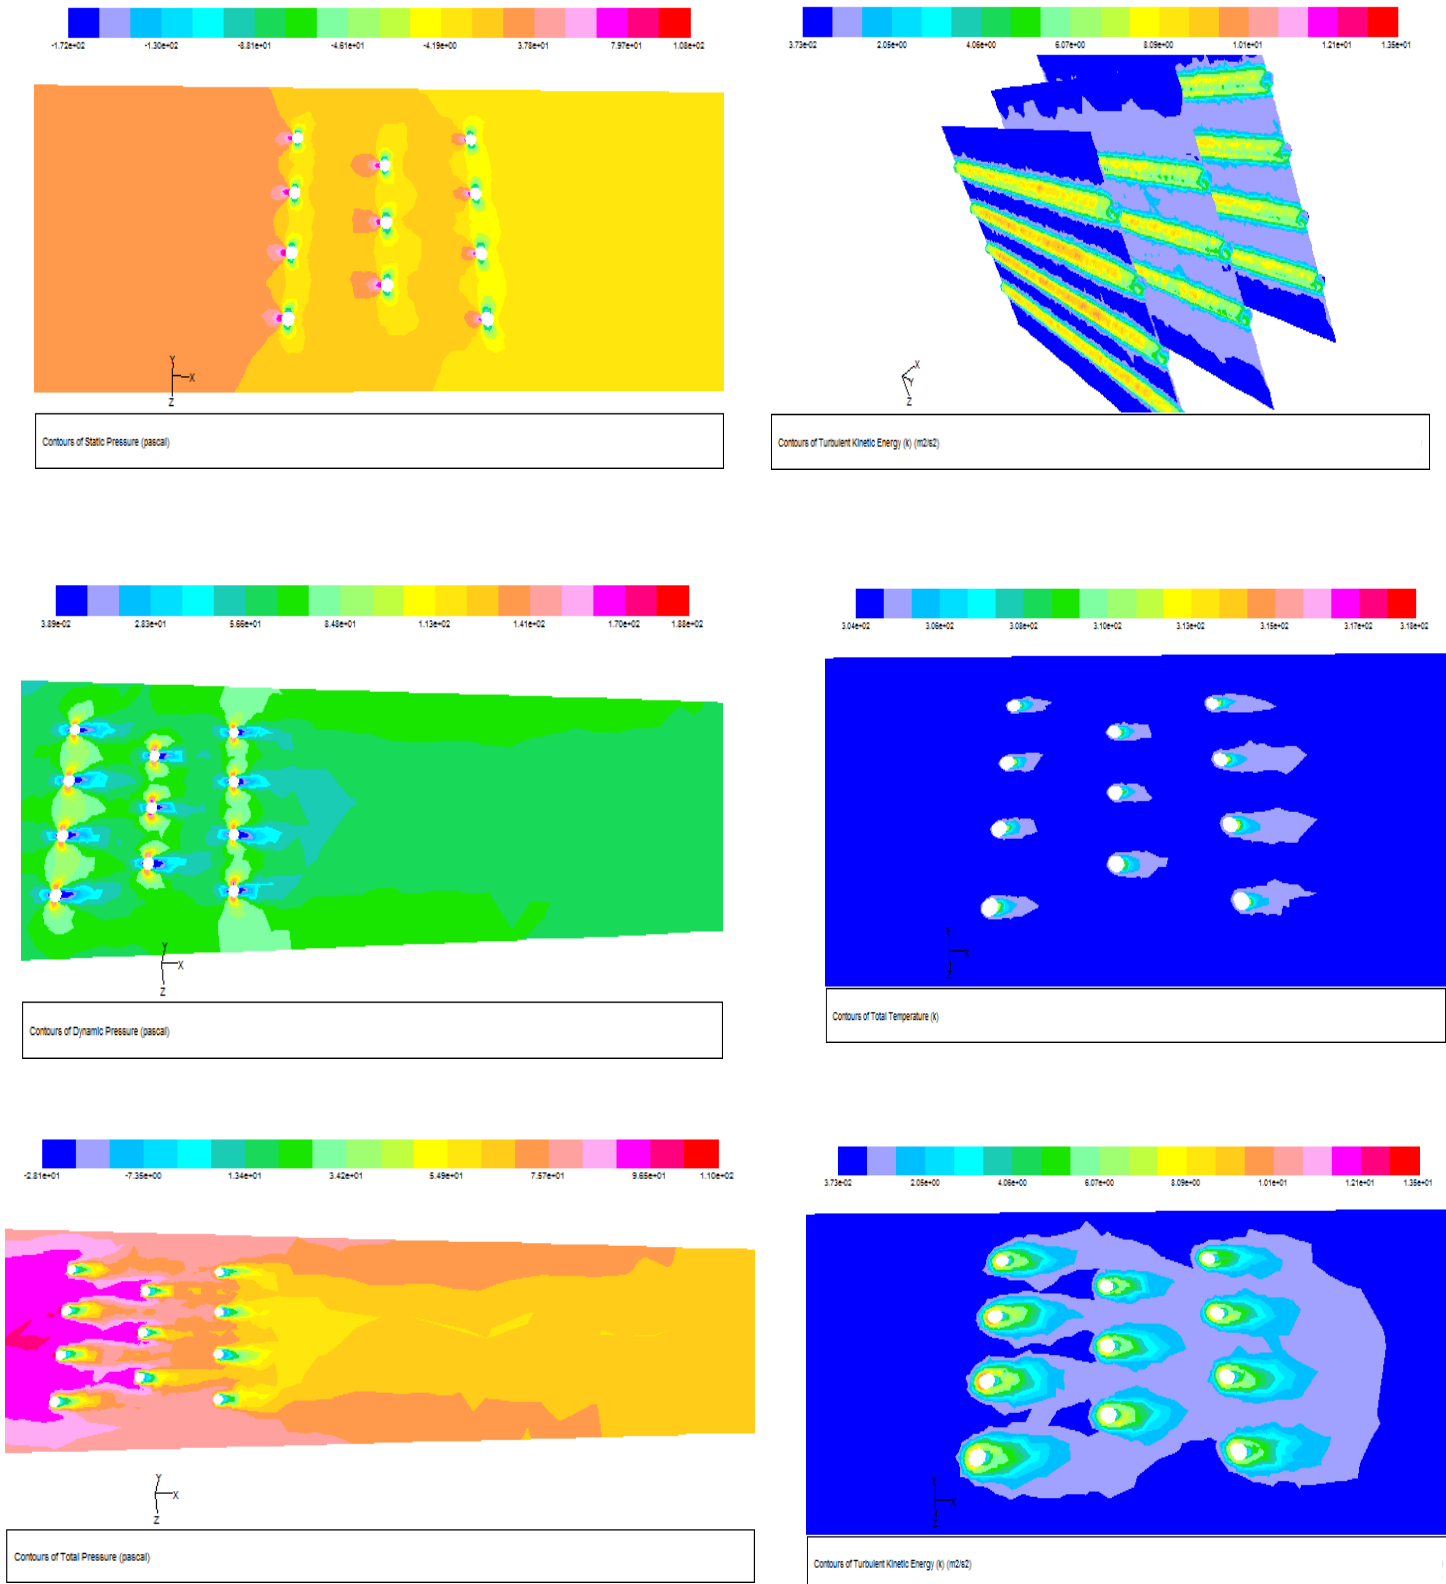 -1.72e+02 -1.30e+02 -8.81e+01 -4.61e+01 -4.19e+00 3.78e+01 7.97e+01 1.08e+02
Y
X
Z
Contours of Static Pressure (pascal)
3.73e-02 2.05e+00 4.06e+00 6.07e+00 8.09e+00 1.01e+01 1.21e+01 1.35e+01
X
Y
Z
Contours of Turbulent Kinetic Energy (k) (m2/s2)
3.89e-02 2.83e+01 5.66e+01 8.48e+01 1.13e+02 1.41e+02 1.70e+02 1.88e+02
Y
X
Z
Contours of Dynamic Pressure (pascal)
3.04e+02 3.06e+02 3.08e+02 3.10e+02 3.13e+02 3.15e+02 3.17e+02 3.18e+02
Y
X
Z
Contours of Total Temperature (k)
-2.81e+01 -7.35e+00 1.34e+01 3.42e+01 5.49e+01 7.57e+01 9.65e+01 1.10e+02
Y
X
Z
Contours of Total Pressure (pascal)
3.73e-02 2.05e+00 4.06e+00 6.07e+00 8.09e+00 1.01e+01 1.21e+01 1.35e+01
Y
X
Z
Contours of Turbulent Kinetic Energy (k) (m2/s2)